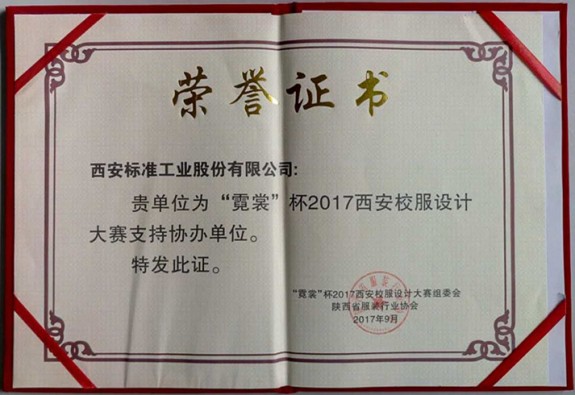 荣誉证书
西安标准工业股份有限公司:
贵单位为“霓裳”杯2017西安校服设计
大赛支持协办单位。
特发此证。
“霓裳”杯2017西安校服设计大赛组委会
陕西省服装行业协会
2017年9月